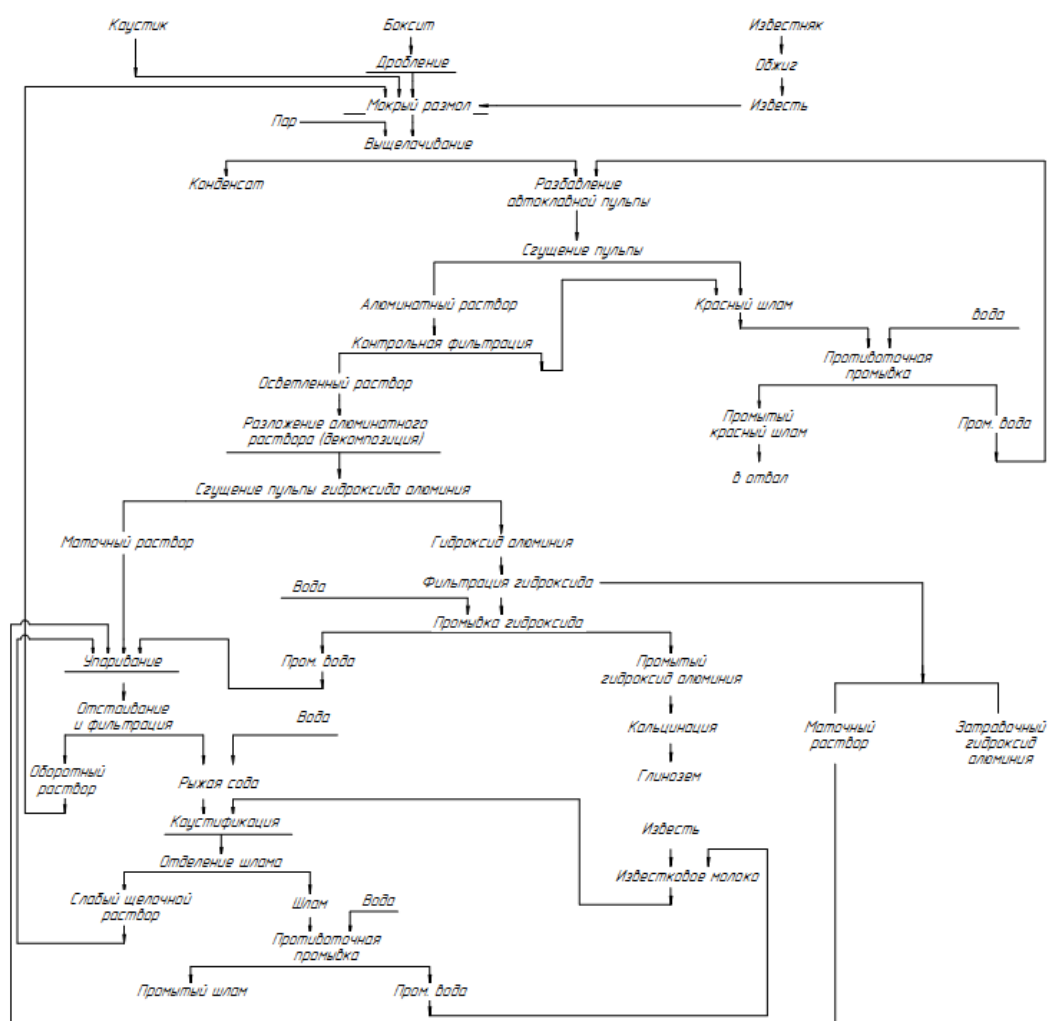 Каустик
Боксит
Известняк
Дробление
Обжиг
Мокрый размол
Известь
Пар
Выщелачивание
Конденсат
Разбавление
автоклавной пульпы
Сгущение пульпы
Алюминатный раствор
Красный шлам
вода
Контрольная фильтрация
Противоточная
промывка
Осветленный раствор
Разложение алюминатного
раствора (декомпозиция)
Промытый
красный шлам
Пром. вода
в отвал
Сгущение пульпы гидроксида алюминия
Маточный раствор
Гидроксид алюминия
Фильтрация гидроксида
Вода
Промывка гидроксида
Упаривание
Пром. вода
Промытый
гидроксид алюминия
Отстаивание
и фильтрация
Вода
Кальцинация
Маточный
раствор
Затравочный
гидроксид
алюминия
Оборотный
раствор
Рыжая сода
Глинозем
Каустификация
Известь
Отделение шлама
Известковое молоко
Слабый щелочной
раствор
Шлам
Вода
Противоточная
промывка
Промытый шлам
Пром. вода